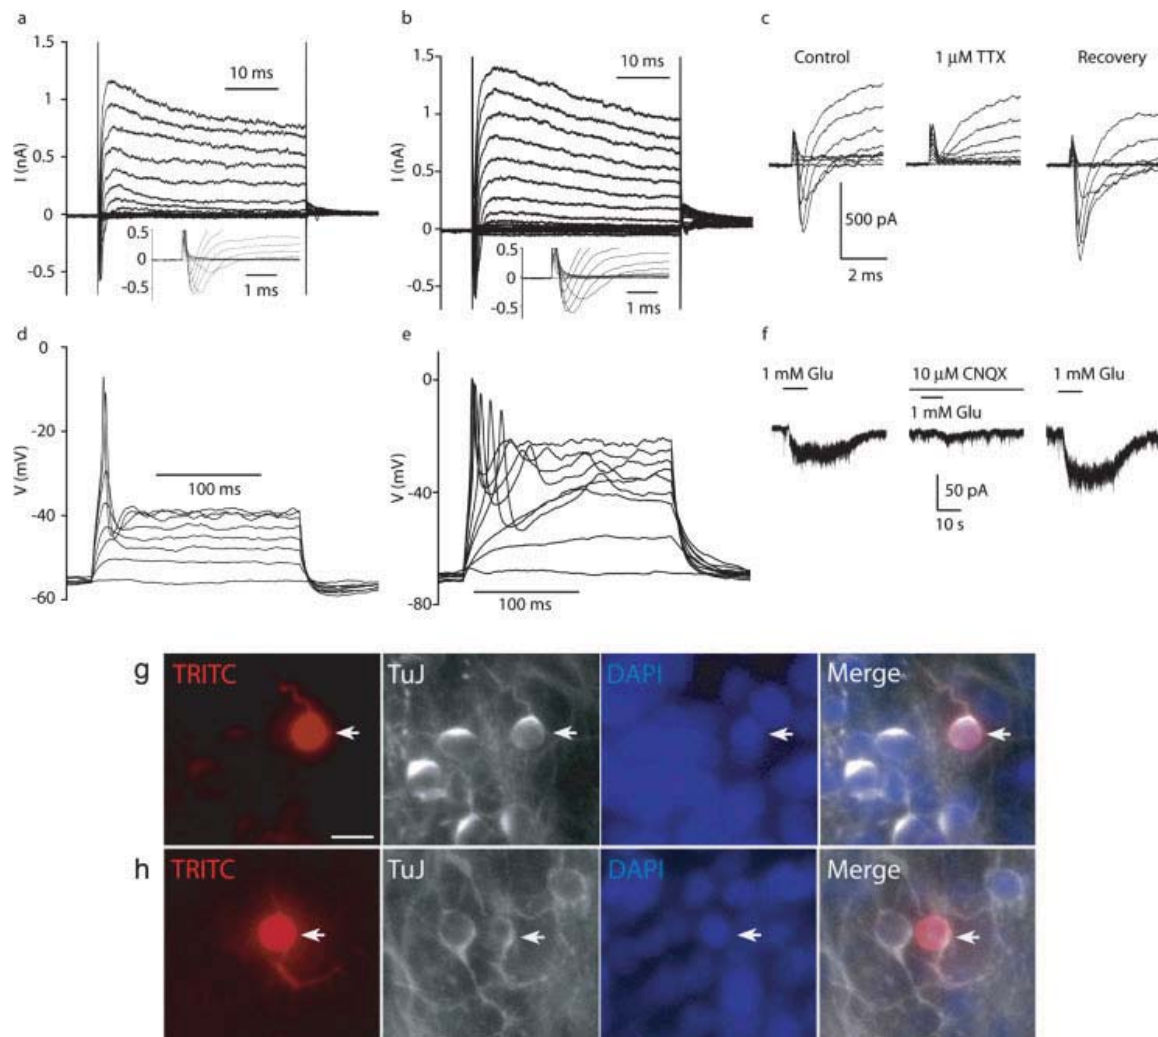 a
1.5
1
0.5
0
-0.5
I (nA)
10 ms
0.5
0
-0.5
1 ms
b
1.5
1
0.5
0
-0.5
I (nA)
10 ms
0.5
0
-0.5
1 ms
c
Control
1 μM TTX
Recovery
500 pA
2 ms
d
0
-20
-40
-60
V (mV)
100 ms
e
0
-40
-80
V (mV)
100 ms
f
1 mM Glu
10 μM CNQX
1 mM Glu
1 mM Glu
50 pA
10 s
g
TRITC
TuJ
DAPI
Merge
h
TRITC
TuJ
DAPI
Merge